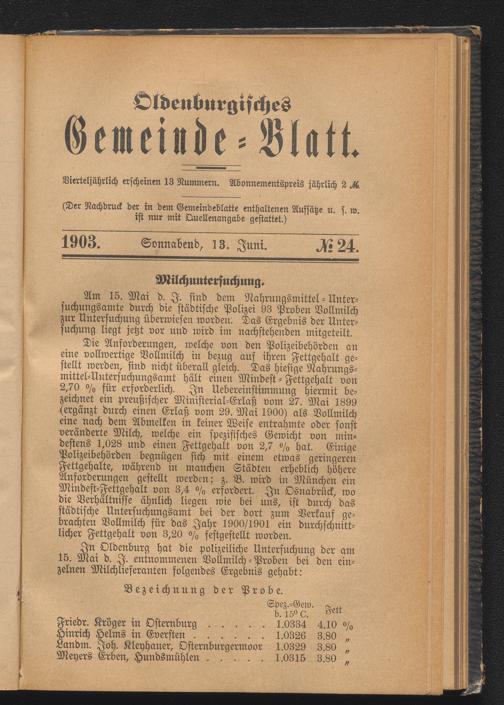 Oldenburgisches
Gemeinde-Blatt.
Vierteljährlich erscheinen 13 Nummern. Abonnementspreis jährlich 2 ℳ
(Der Nachdruck der in dem Gemeindeblatte enthaltenen Aufsätze u. s. w.
ist nur mit Quellenangabe gestattet.)
1903. Sonnabend, 13. Juni. № 24.
Milchuntersuchung.
Am 15. Mai d. J. sind dem Nahrungsmittel-Unter-
suchungsamte durch die städtische Polizei 93 Proben Vollmilch
zur Untersuchung überwiesen worden. Das Ergebnis der Unter-
suchung liegt jetzt vor und wird im nachstehenden mitgeteilt.
Die Anforderungen, welche von den Polizeibehörden an
eine vollwertige Vollmilch in bezug auf ihren Fettgehalt ge-
stellt werden, sind nicht überall gleich. Das hiesige Nahrungs-
mittel-Untersuchungsamt hält einen Mindest-Fettgehalt von
2,70 % für erforderlich. In Uebereinstimmung hiermit be-
zeichnet ein preußischer Ministerial-Erlaß vom 27. Mai 1899
(ergänzt durch einen Erlaß vom 29. Mai 1900) als Vollmilch
eine nach dem Abmelken in keiner Weise entrahmte oder sonst
veränderte Milch, welche ein spezifisches Gewicht von min-
destens 1,028 und einen Fettgehalt von 2,7 % hat. Einige
Polizeibehörden begnügen sich mit einem etwas geringeren
Fettgehalte, während in manchen Städten erheblich höhere
Anforderungen gestellt werden; z. B. wird in München ein
Mindest-Fettgehalt von 3,4 % erfordert. In Osnabrück, wo
die Verhältnisse ähnlich liegen wie bei uns, ist durch das
städtische Untersuchungsamt bei der dort zum Verkauf ge-
brachten Vollmilch für das Jahr 1900/1901 ein durchschnitt-
licher Fettgehalt von 3,20 % festgestellt worden.
In Oldenburg hat die polizeiliche Untersuchung der am
15. Mai d. J. entnommenen Vollmilch-Proben bei den ein-
zelnen Milchlieferanten folgendes Ergebnis gehabt:
Bezeichnung der Probe.
Spez.-Gew. Fett
b. 15° C.
Friedr. Kröger in Osternburg . . . . . 1.0334 4,10 %
Hinrich Helms in Eversten . . . . . 1.0326 3,80 „
Landm. Joh. Kleyhauer, Osternburgermoor 1.0329 3,80 „
Meyers Erben, Hundsmühlen . . . . . 1.0315 3,80 „